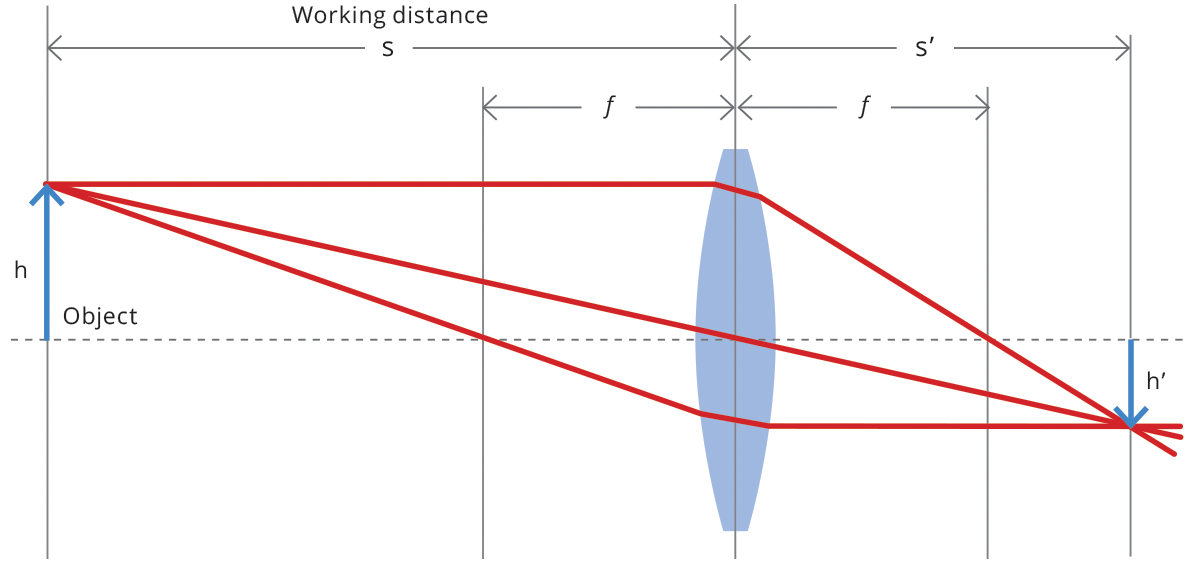 Working distance
s
s’
f
f
h
Object
h’